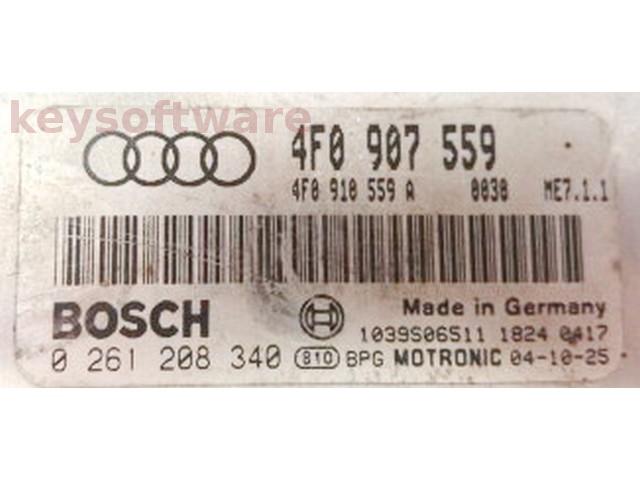 keysoftware
4F0 907 559
4F0 910 559 A 0030 ME7.1.1
BOSCH
Made in Germany
1039S06511 1824 0417
0 261 208 340 810 BPG MOTRONIC 04-10-25